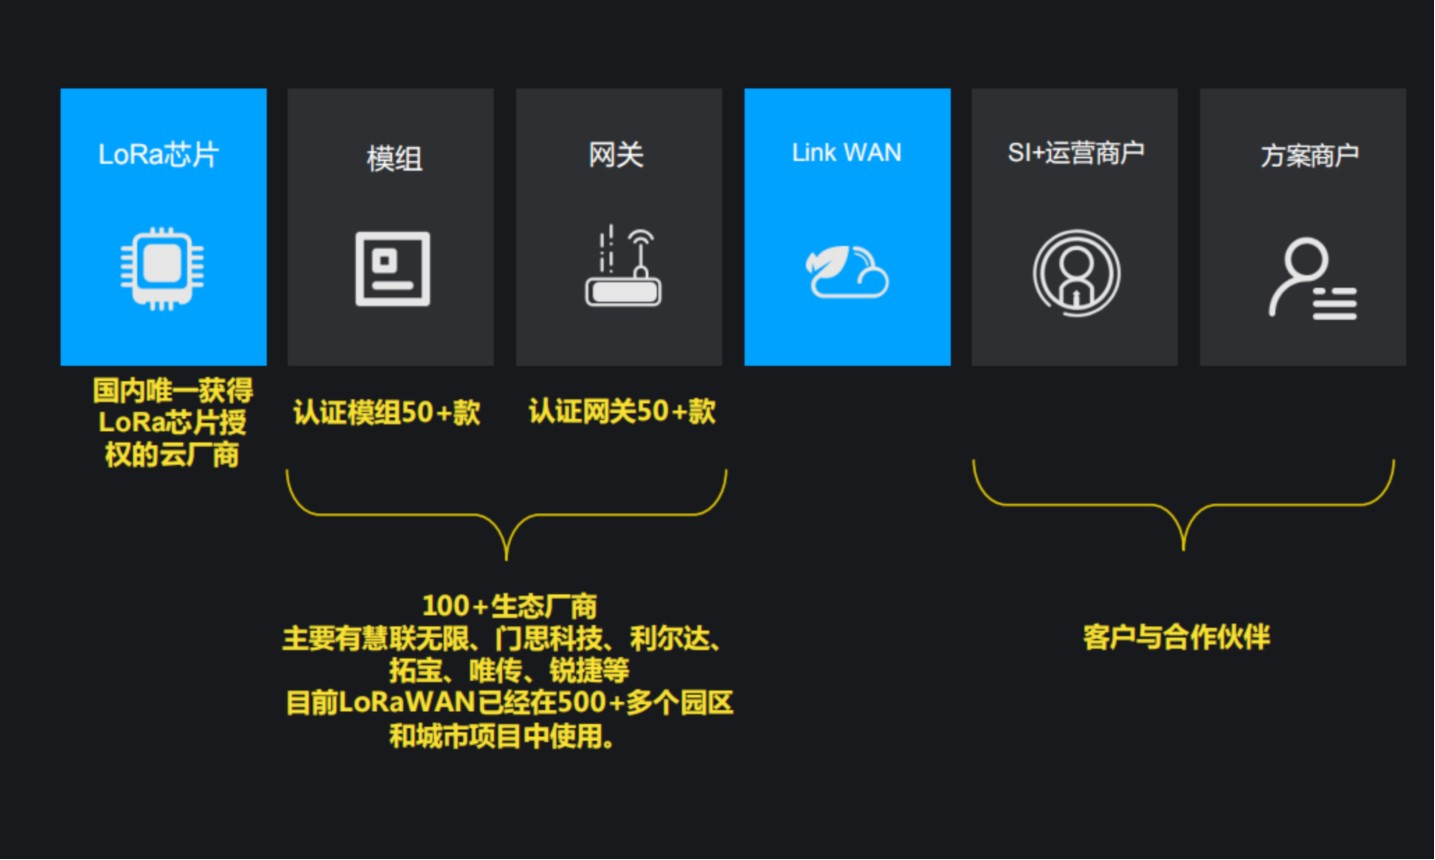 LoRa芯片
模组
网关
Link WAN
SI+运营商户
方案商户
国内唯一获得
LoRa芯片授
权的云厂商
认证模组50+款
认证网关50+款
100+生态厂商
主要有慧联无限、门思科技、利尔达、
拓宝、唯传、锐捷等
目前LoRaWAN已经在500+多个园区
和城市项目中使用。
客户与合作伙伴